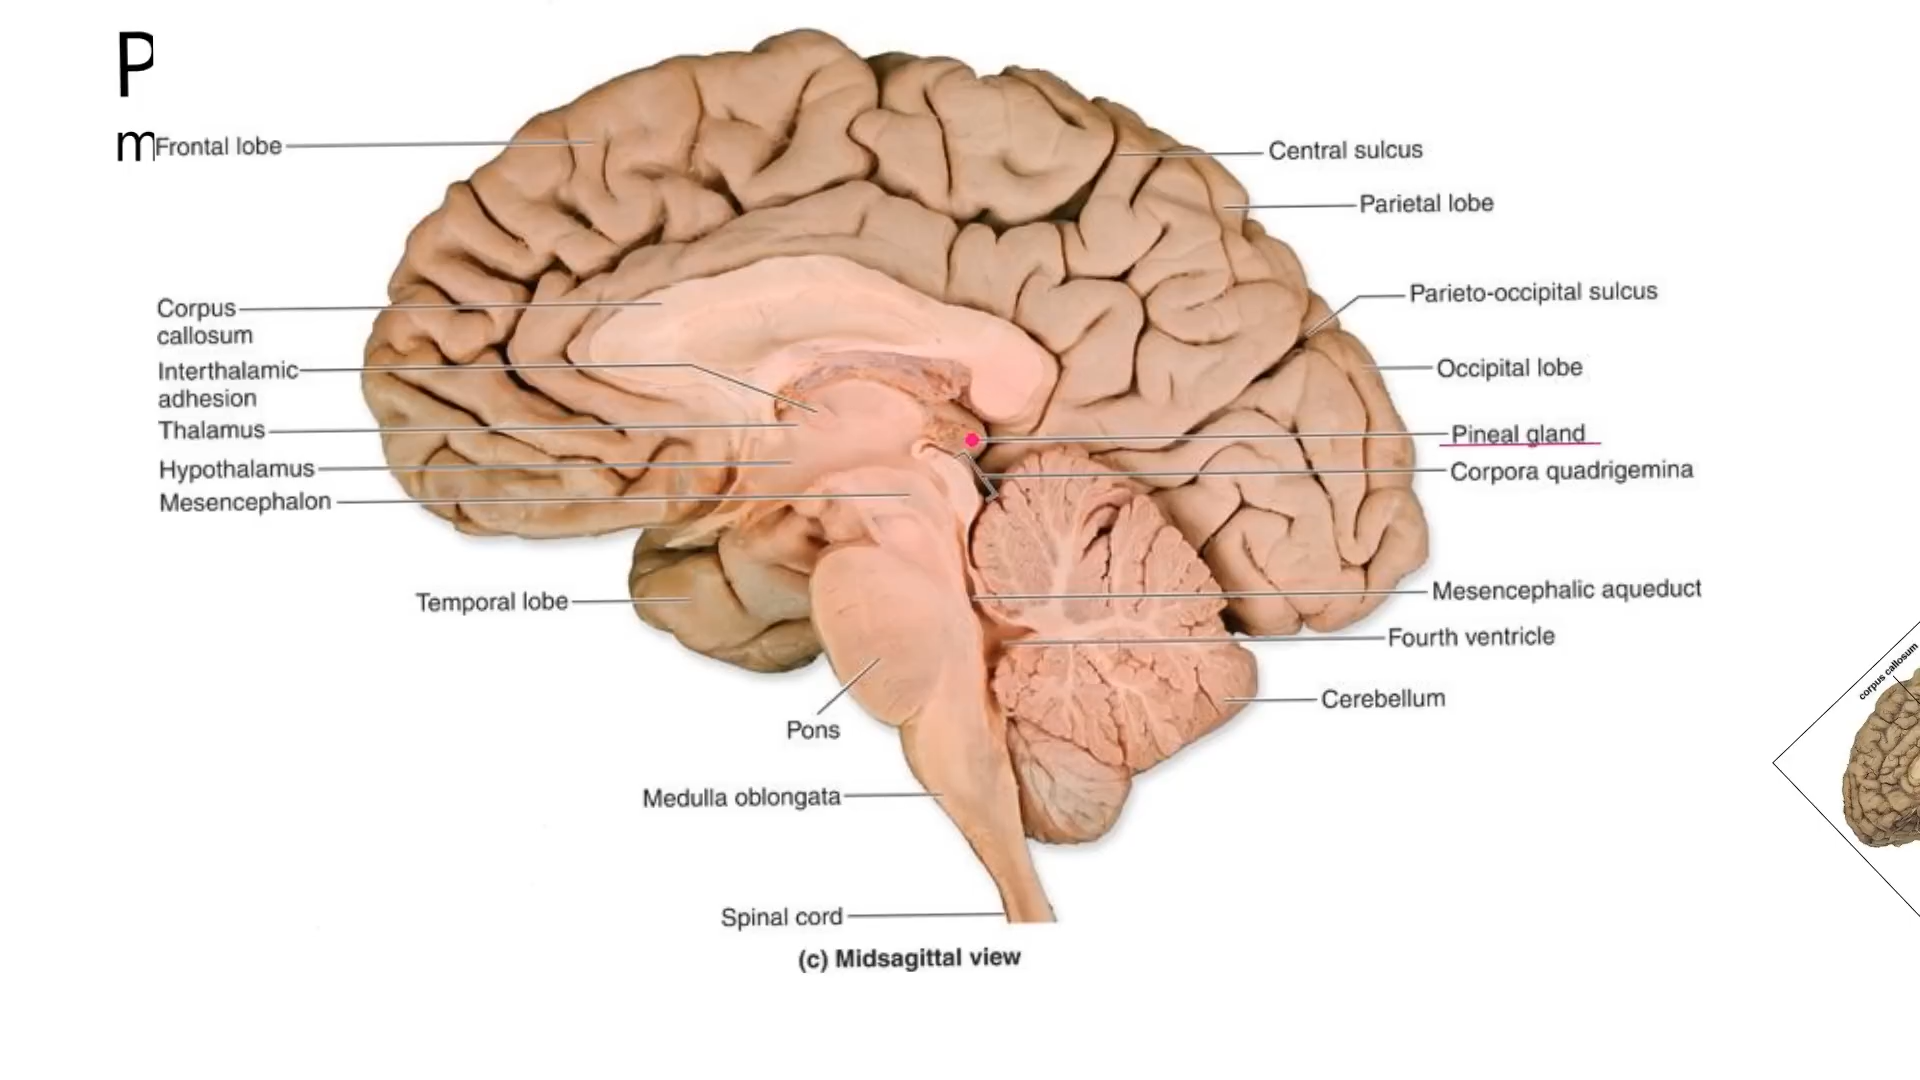 P
m
Frontal lobe
Central sulcus
Parietal lobe
Parieto-occipital sulcus
Corpus
callosum
Interthalamic
adhesion
Occipital lobe
Thalamus
Pineal gland
Hypothalamus
Corpora quadrigemina
Mesencephalon
Mesencephalic aqueduct
Temporal lobe
Fourth ventricle
corpus callosum
Cerebellum
Pons
Medulla oblongata
Spinal cord
(c) Midsagittal view